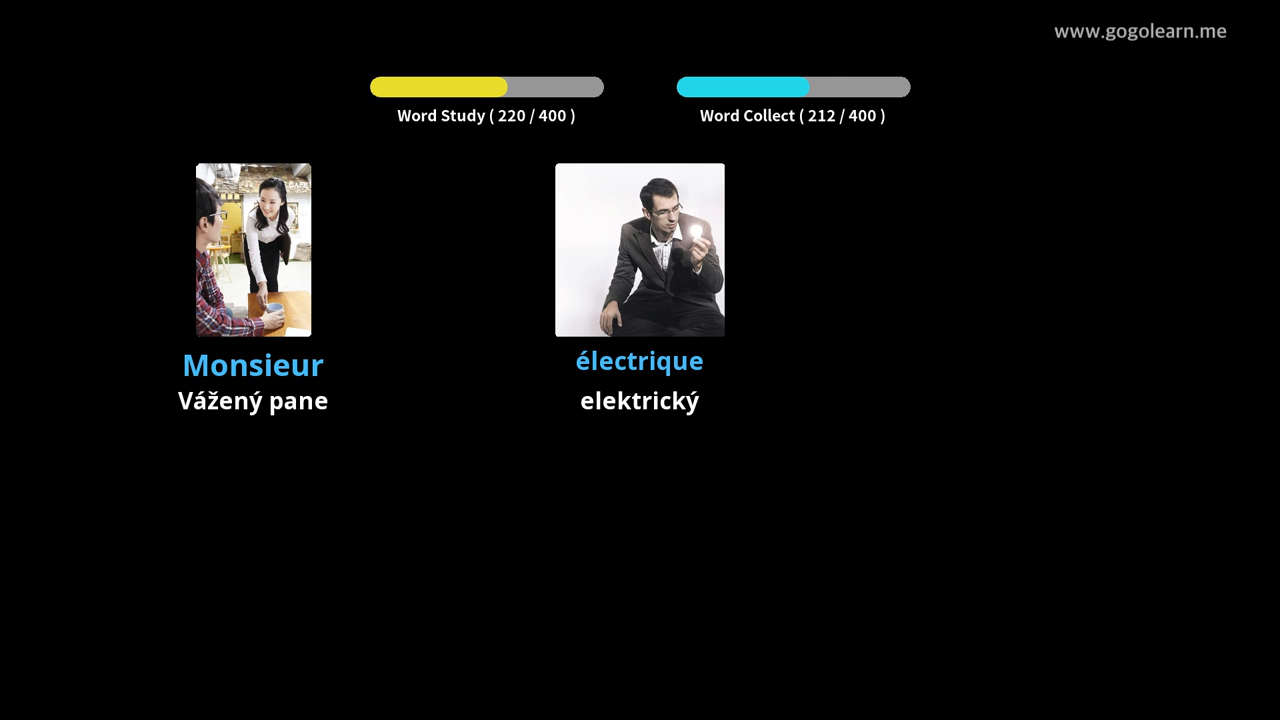 www.gogolearn.me
Word Study ( 220 / 400 )
Word Collect ( 212 / 400 )
Monsieur
Vážený pane
électrique
elektrický